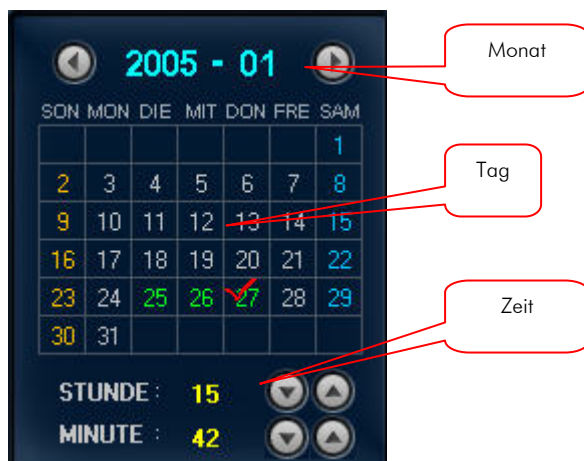 2005 - 01
SON MON DIE MIT DON FRE SAM
1
2 3 4 5 6 7 8
9 10 11 12 13 14 15
16 17 18 19 20 21 22
23 24 25 26 27 28 29
30 31
STUNDE : 15
MINUTE : 42
Monat
Tag
Zeit